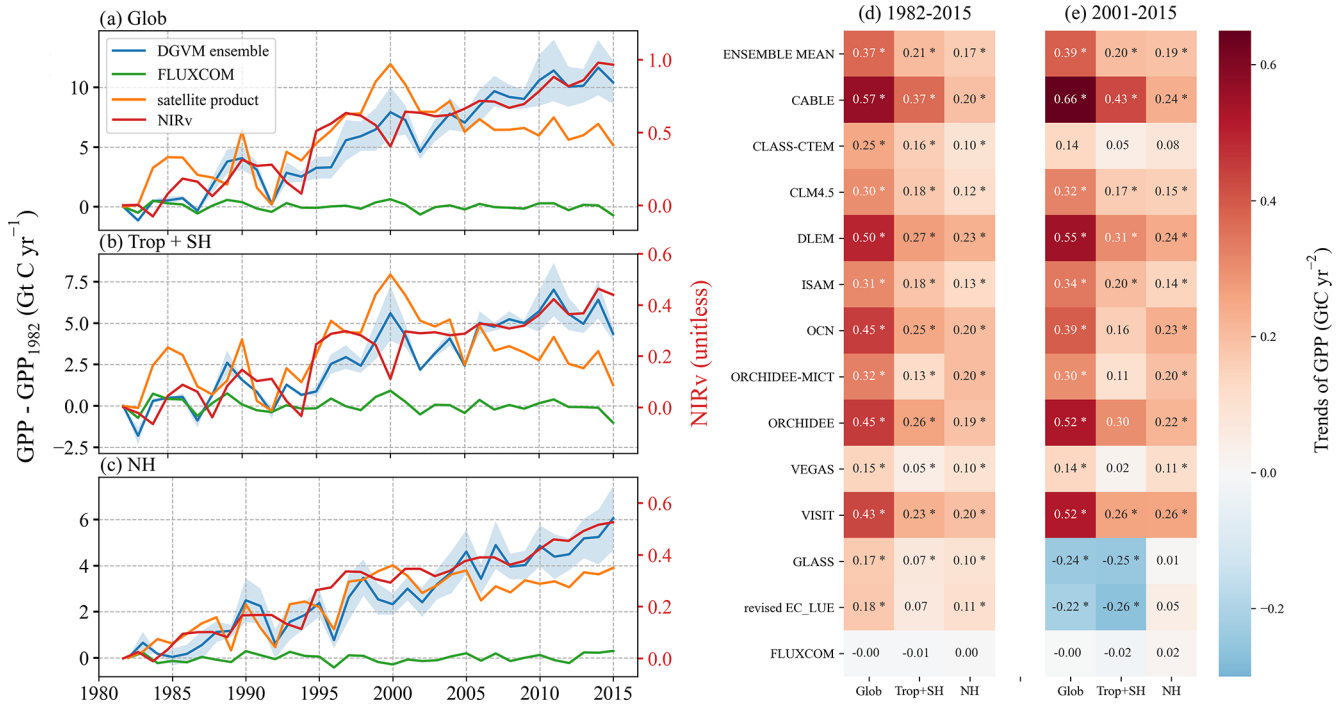 (a) Glob
DGVM ensemble
FLUXCOM
satellite product
NIRv
10
5
0
1.0
0.5
0.0
(b) Trop + SH
7.5
5.0
2.5
0.0
−2.5
0.6
0.4
0.2
0.0
(c) NH
6
4
2
0
0.6
0.4
0.2
0.0
1980 1985 1990 1995 2000 2005 2010 2015
GPP - GPP1982 (Gt C yr−1)
NIRv (unitless)
(d) 1982-2015 (e) 2001-2015
ENSEMBLE MEAN 0.37 * 0.21 * 0.17 * 0.39 * 0.20 * 0.19 *
CABLE 0.57 * 0.37 * 0.20 * 0.66 * 0.43 * 0.24 *
CLASS-CTEM 0.25 * 0.16 * 0.10 * 0.14 0.05 0.08
CLM4.5 0.30 * 0.18 * 0.12 * 0.32 * 0.17 * 0.15 *
DLEM 0.50 * 0.27 * 0.23 * 0.55 * 0.31 * 0.24 *
ISAM 0.31 * 0.18 * 0.13 * 0.34 * 0.20 * 0.14 *
OCN 0.45 * 0.25 * 0.20 * 0.39 * 0.16 0.23 *
ORCHIDEE-MICT 0.32 * 0.13 * 0.20 * 0.30 * 0.11 0.20 *
ORCHIDEE 0.45 * 0.26 * 0.19 * 0.52 * 0.30 0.22 *
VEGAS 0.15 * 0.05 * 0.10 * 0.14 * 0.02 0.11 *
VISIT 0.43 * 0.23 * 0.20 * 0.52 * 0.26 * 0.26 *
GLASS 0.17 * 0.07 * 0.10 * -0.24 * -0.25 * 0.01
revised EC_LUE 0.18 * 0.07 0.11 * -0.22 * -0.26 * 0.05
FLUXCOM -0.00 -0.01 0.00 -0.00 -0.02 0.02
Glob Trop+SH NH Glob Trop+SH NH
0.6
0.4
0.2
0.0
−0.2
Trends of GPP (GtC yr−2)